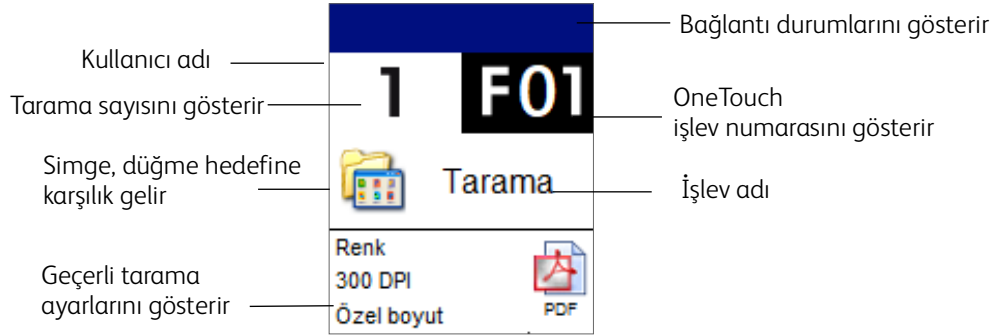 Bağlantı durumlarını gösterir
Kullanıcı adı
1 F01
Tarama sayısını gösterir
OneTouch
işlev numarasını gösterir
Simge, düğme hedefine
karşılık gelir
Tarama
İşlev adı
Renk
300 DPI
Özel boyut
PDF
Geçerli tarama
ayarlarını gösterir